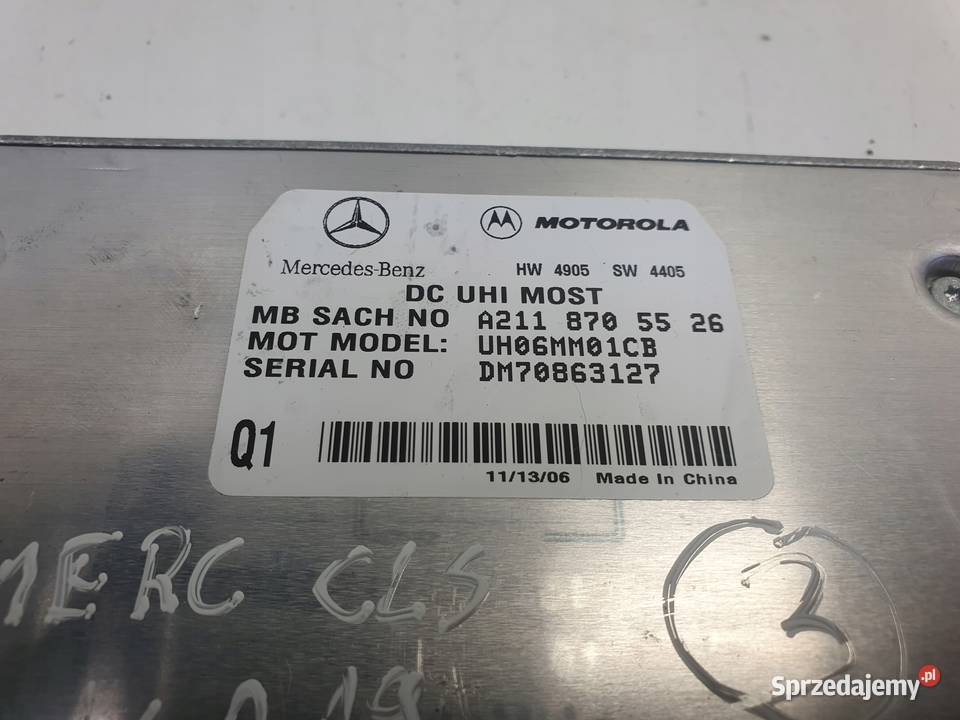 MOTOROLA
Mercedes-Benz HW 4905 SW 4405
DC UHI MOST
MB SACH NO A211 870 55 26
MOT MODEL: UH06MM01CB
SERIAL NO DM70863127
Q1
11/13/06 Made In China
MERC CLS
2
Sprzedajemy.pl